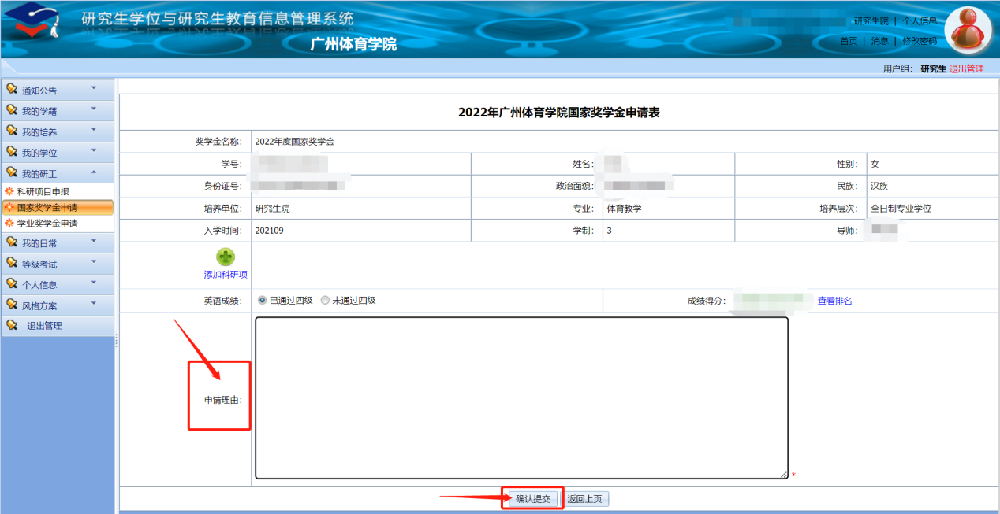 研究生学位与研究生教育信息管理系统
广州体育学院
研究生院 | 个人信息
首页 | 消息 | 修改密码
用户组: 研究生 退出管理
通知公告
我的学籍
我的培养
我的学位
我的研工
科研项目申报
国家奖学金申请
学业奖学金申请
我的日常
等级考试
个人信息
风格方案
退出管理
2022年广州体育学院国家奖学金申请表
奖学金名称: 2022年度国家奖学金
学号: 姓名: 性别: 女
身份证号: 政治面貌: 民族: 汉族
培养单位: 研究生院 专业: 体育教学 培养层次: 全日制专业学位
入学时间: 202109 学制: 3 导师:
添加科研项
英语成绩: 已通过四级 未通过四级 成绩得分: 查看排名
申请理由:
*
确认提交 返回上页